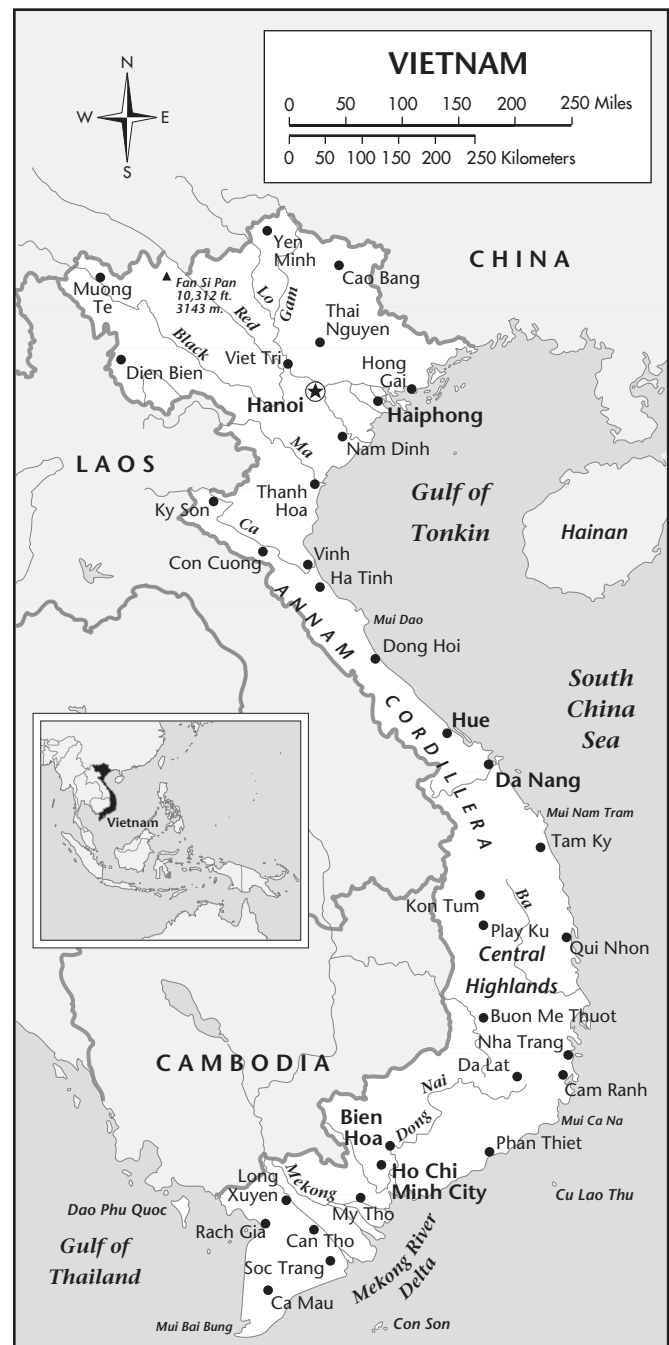 VIETNAM
0 50 100 150 200 250 Miles
0 50 100 150 200 250 Kilometers
N
W E
S
CHINA
Yen
Minh
Cao Bang
Muong
Te
Fan Si Pan
10,312 ft.
3143 m.
Lo
Gam
Red
Thai
Nguyen
Black
Viet Tri
Dien Bien
Hong
Gai
Hanoi
Haiphong
Nam Dinh
Ma
LAOS
Thanh
Hoa
Gulf of
Tonkin
Hainan
Ky Son
Ca
Con Cuong
Vinh
Ha Tinh
ANNAM CORDILLERA
Mui Dao
Dong Hoi
South
China
Sea
Hue
Da Nang
Vietnam
Mui Nam Tram
Tam Ky
Ba
Kon Tum
Play Ku
Qui Nhon
Central
Highlands
Buon Me Thuot
Nha Trang
CAMBODIA
Da Lat
Nai
Cam Ranh
Bien
Hoa
Dong
Mui Ca Na
Phan Thiet
Ho Chi
Minh City
Long
Xuyen
Mekong
My Tho
Cu Lao Thu
Dao Phu Quoc
Rach Gia
Can Tho
Gulf of
Thailand
Soc Trang
Mekong River
Delta
Ca Mau
Mui Bai Bung
Con Son